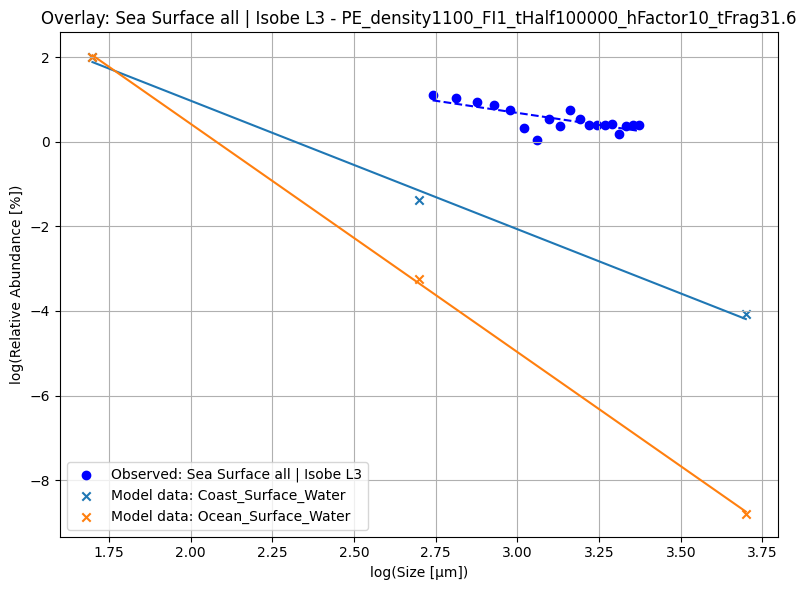 Overlay: Sea Surface all | Isobe L3 - PE_density1100_FI1_tHalf100000_hFactor10_tFrag31.6
log(Relative Abundance [%])
2
0
−2
−4
−6
−8
Observed: Sea Surface all | Isobe L3
Model data: Coast_Surface_Water
Model data: Ocean_Surface_Water
1.75 2.00 2.25 2.50 2.75 3.00 3.25 3.50 3.75
log(Size [μm])